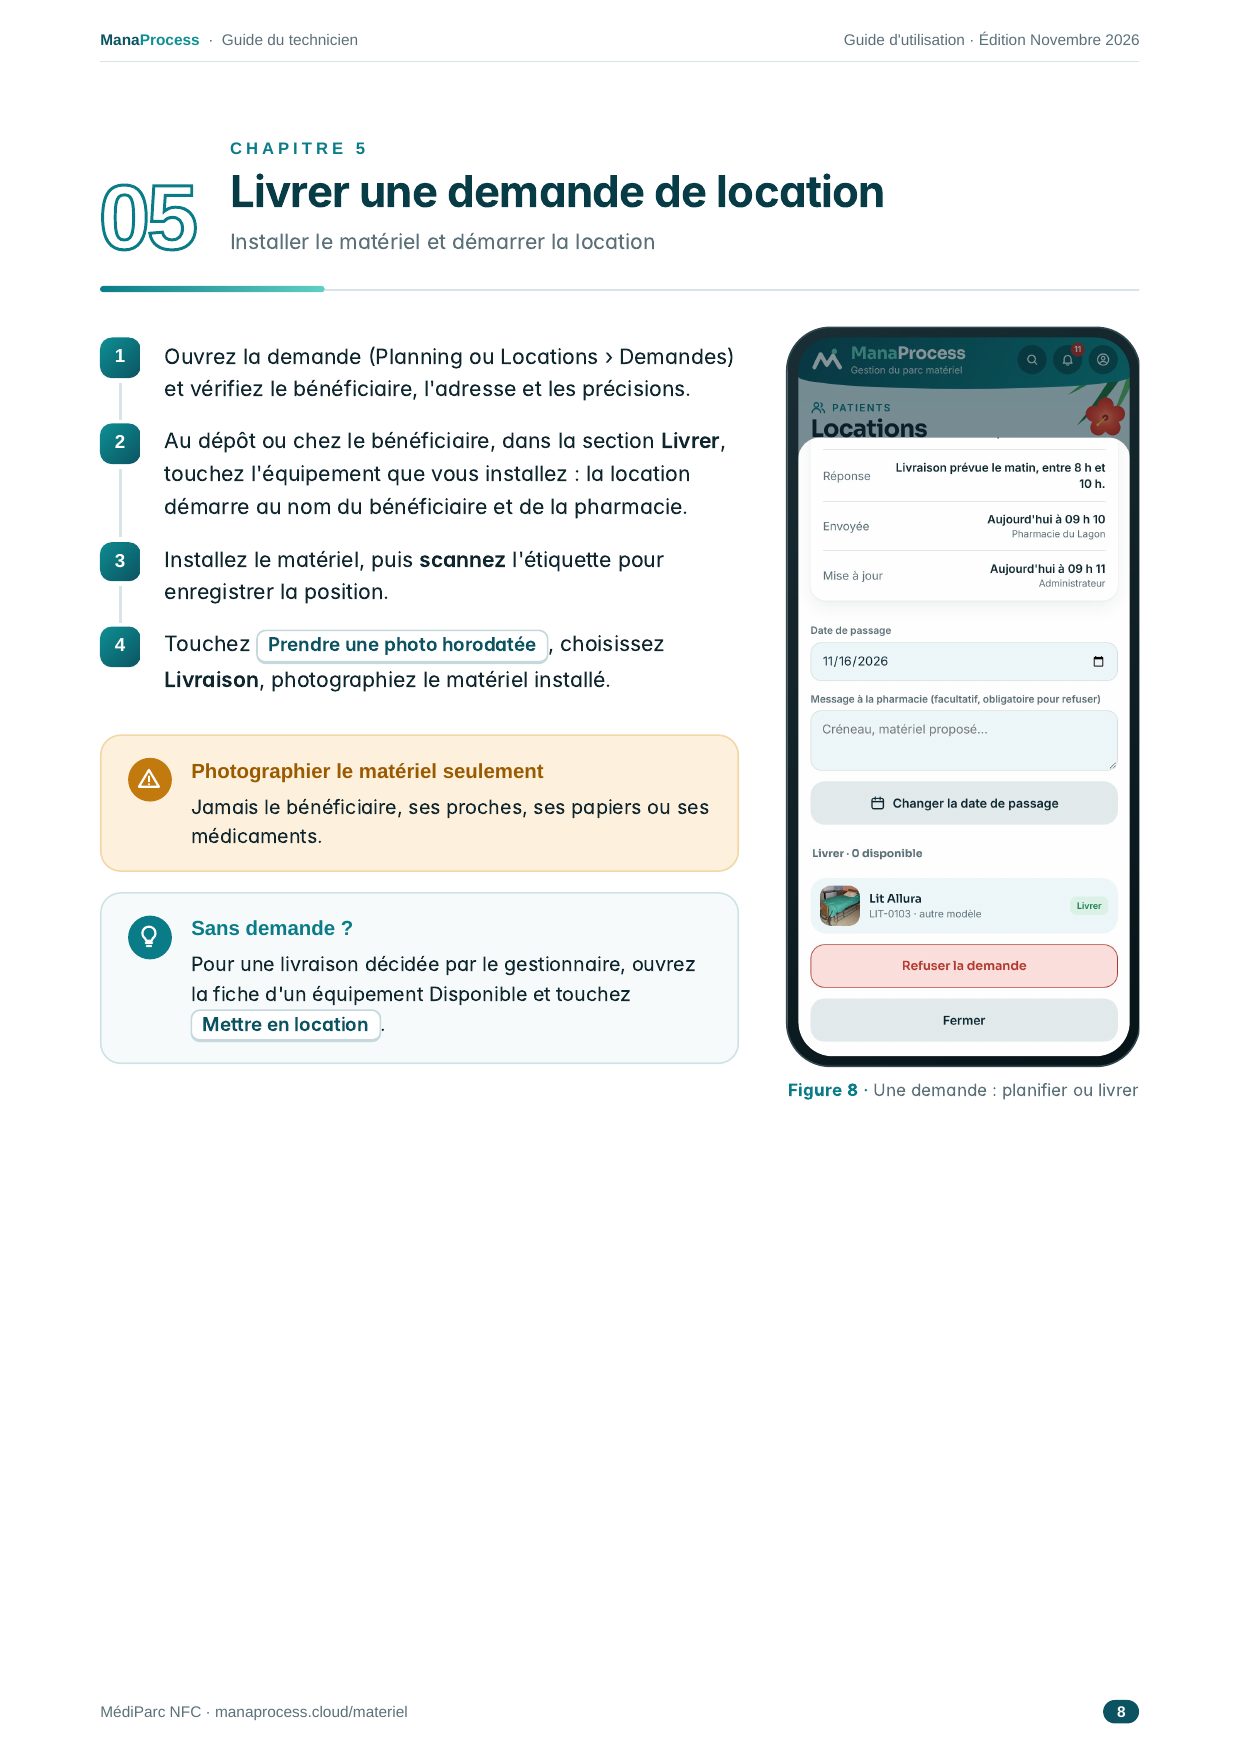 ManaProcess · Guide du technicien
Guide d'utilisation · Édition Novembre 2026
CHAPITRE 5
05
Livrer une demande de location
Installer le matériel et démarrer la location
1
Ouvrez la demande (Planning ou Locations › Demandes)
et vérifiez le bénéficiaire, l'adresse et les précisions.
2
Au dépôt ou chez le bénéficiaire, dans la section Livrer,
touchez l'équipement que vous installez : la location
démarre au nom du bénéficiaire et de la pharmacie.
3
Installez le matériel, puis scannez l'étiquette pour
enregistrer la position.
4
Touchez Prendre une photo horodatée, choisissez
Livraison, photographiez le matériel installé.
Photographier le matériel seulement
Jamais le bénéficiaire, ses proches, ses papiers ou ses
médicaments.
Sans demande ?
Pour une livraison décidée par le gestionnaire, ouvrez
la fiche d'un équipement Disponible et touchez
Mettre en location.
ManaProcess
Gestion du parc matériel
11
PATIENTS
Locations
Réponse
Livraison prévue le matin, entre 8 h et
10 h.
Envoyée
Aujourd'hui à 09 h 10
Pharmacie du Lagon
Mise à jour
Aujourd'hui à 09 h 11
Administrateur
Date de passage
11/16/2026
Message à la pharmacie (facultatif, obligatoire pour refuser)
Créneau, matériel proposé...
Changer la date de passage
Livrer · 0 disponible
Lit Allura
LIT-0103 · autre modèle
Livrer
Refuser la demande
Fermer
Figure 8 · Une demande : planifier ou livrer
MédiParc NFC · manaprocess.cloud/materiel
8